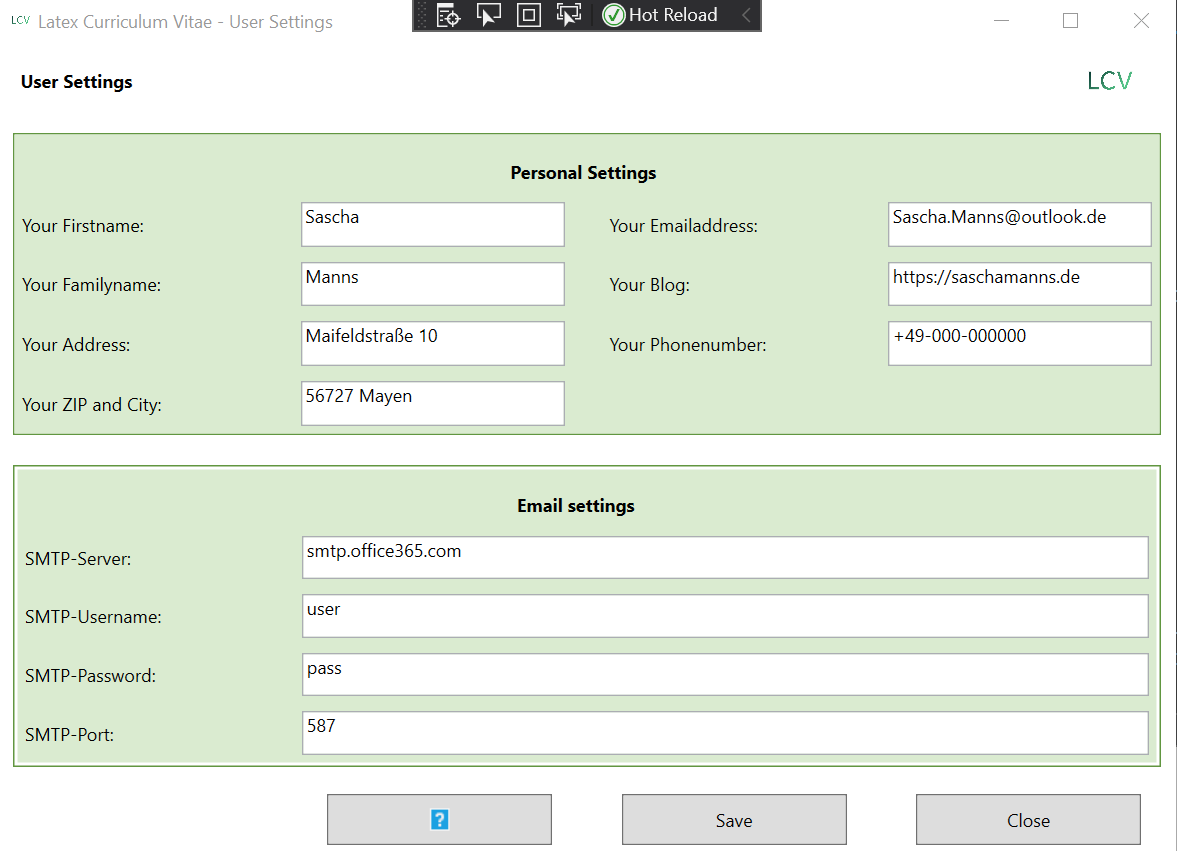 LCV Latex Curriculum Vitae - User Settings
Hot Reload
User Settings
LCV
Personal Settings
Your Firstname: Sascha
Your Emailaddress: Sascha.Manns@outlook.de
Your Familyname: Manns
Your Blog: https://saschamanns.de
Your Address: Maifeldstraße 10
Your Phonenumber: +49-000-000000
Your ZIP and City: 56727 Mayen
Email settings
SMTP-Server: smtp.office365.com
SMTP-Username: user
SMTP-Password: pass
SMTP-Port: 587
?
Save
Close